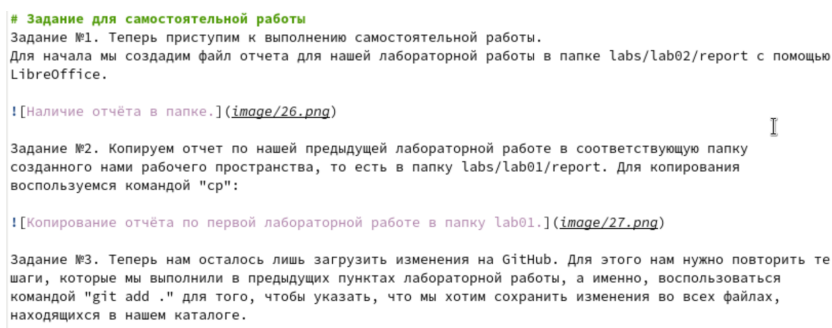 # Задание для самостоятельной работы
Задание №1. Теперь приступим к выполнению самостоятельной работы.
Для начала мы создадим файл отчета для нашей лабораторной работы в папке labs/lab02/report с помощью
LibreOffice.
![Наличие отчёта в папке.](image/26.png)
Задание №2. Копируем отчет по нашей предыдущей лабораторной работе в соответствующую папку
созданного нами рабочего пространства, то есть в папку labs/lab01/report. Для копирования
воспользуемся командой "cp":
![Копирование отчёта по первой лабораторной работе в папку lab01.](image/27.png)
Задание №3. Теперь нам осталось лишь загрузить изменения на GitHub. Для этого нам нужно повторить те
шаги, которые мы выполнили в предыдущих пунктах лабораторной работы, а именно, воспользоваться
командой "git add ." для того, чтобы указать, что мы хотим сохранить изменения во всех файлах,
находящихся в нашем каталоге.